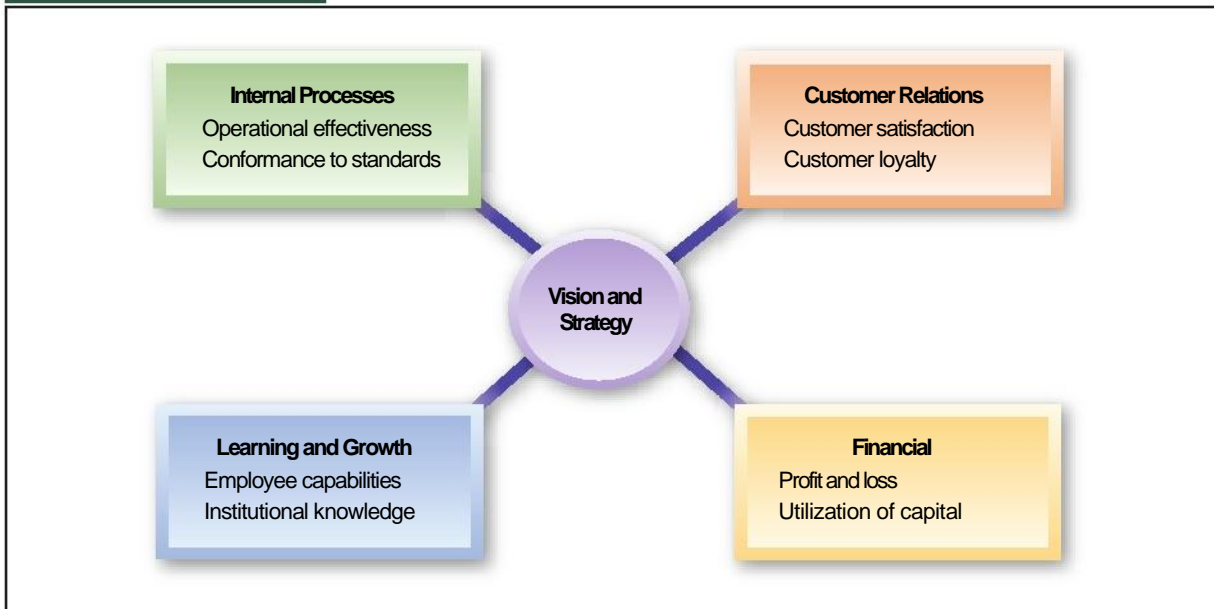 Internal Processes
Operational effectiveness
Conformance to standards
Customer Relations
Customer satisfaction
Customer loyalty
Vision and
Strategy
Learning and Growth
Employee capabilities
Institutional knowledge
Financial
Profit and loss
Utilization of capital